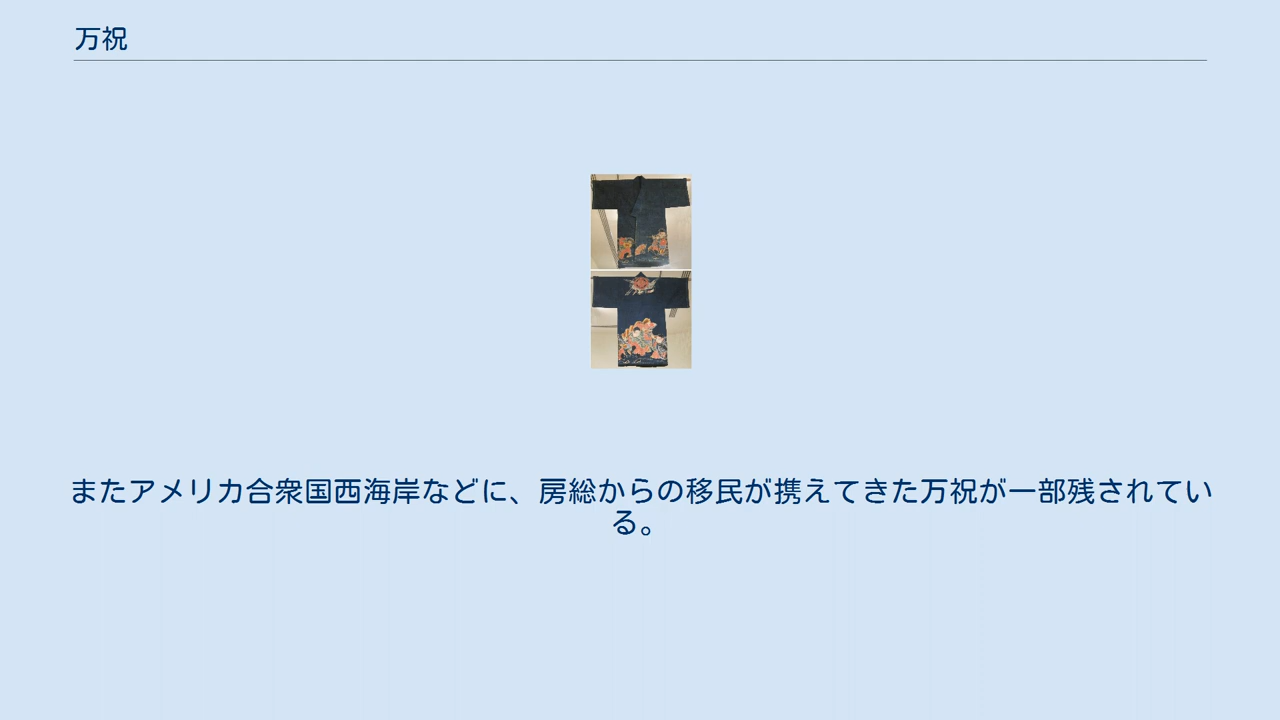 万祝
またアメリカ合衆国西海岸などに、房総からの移民が携えてきた万祝が一部残されてい
る。